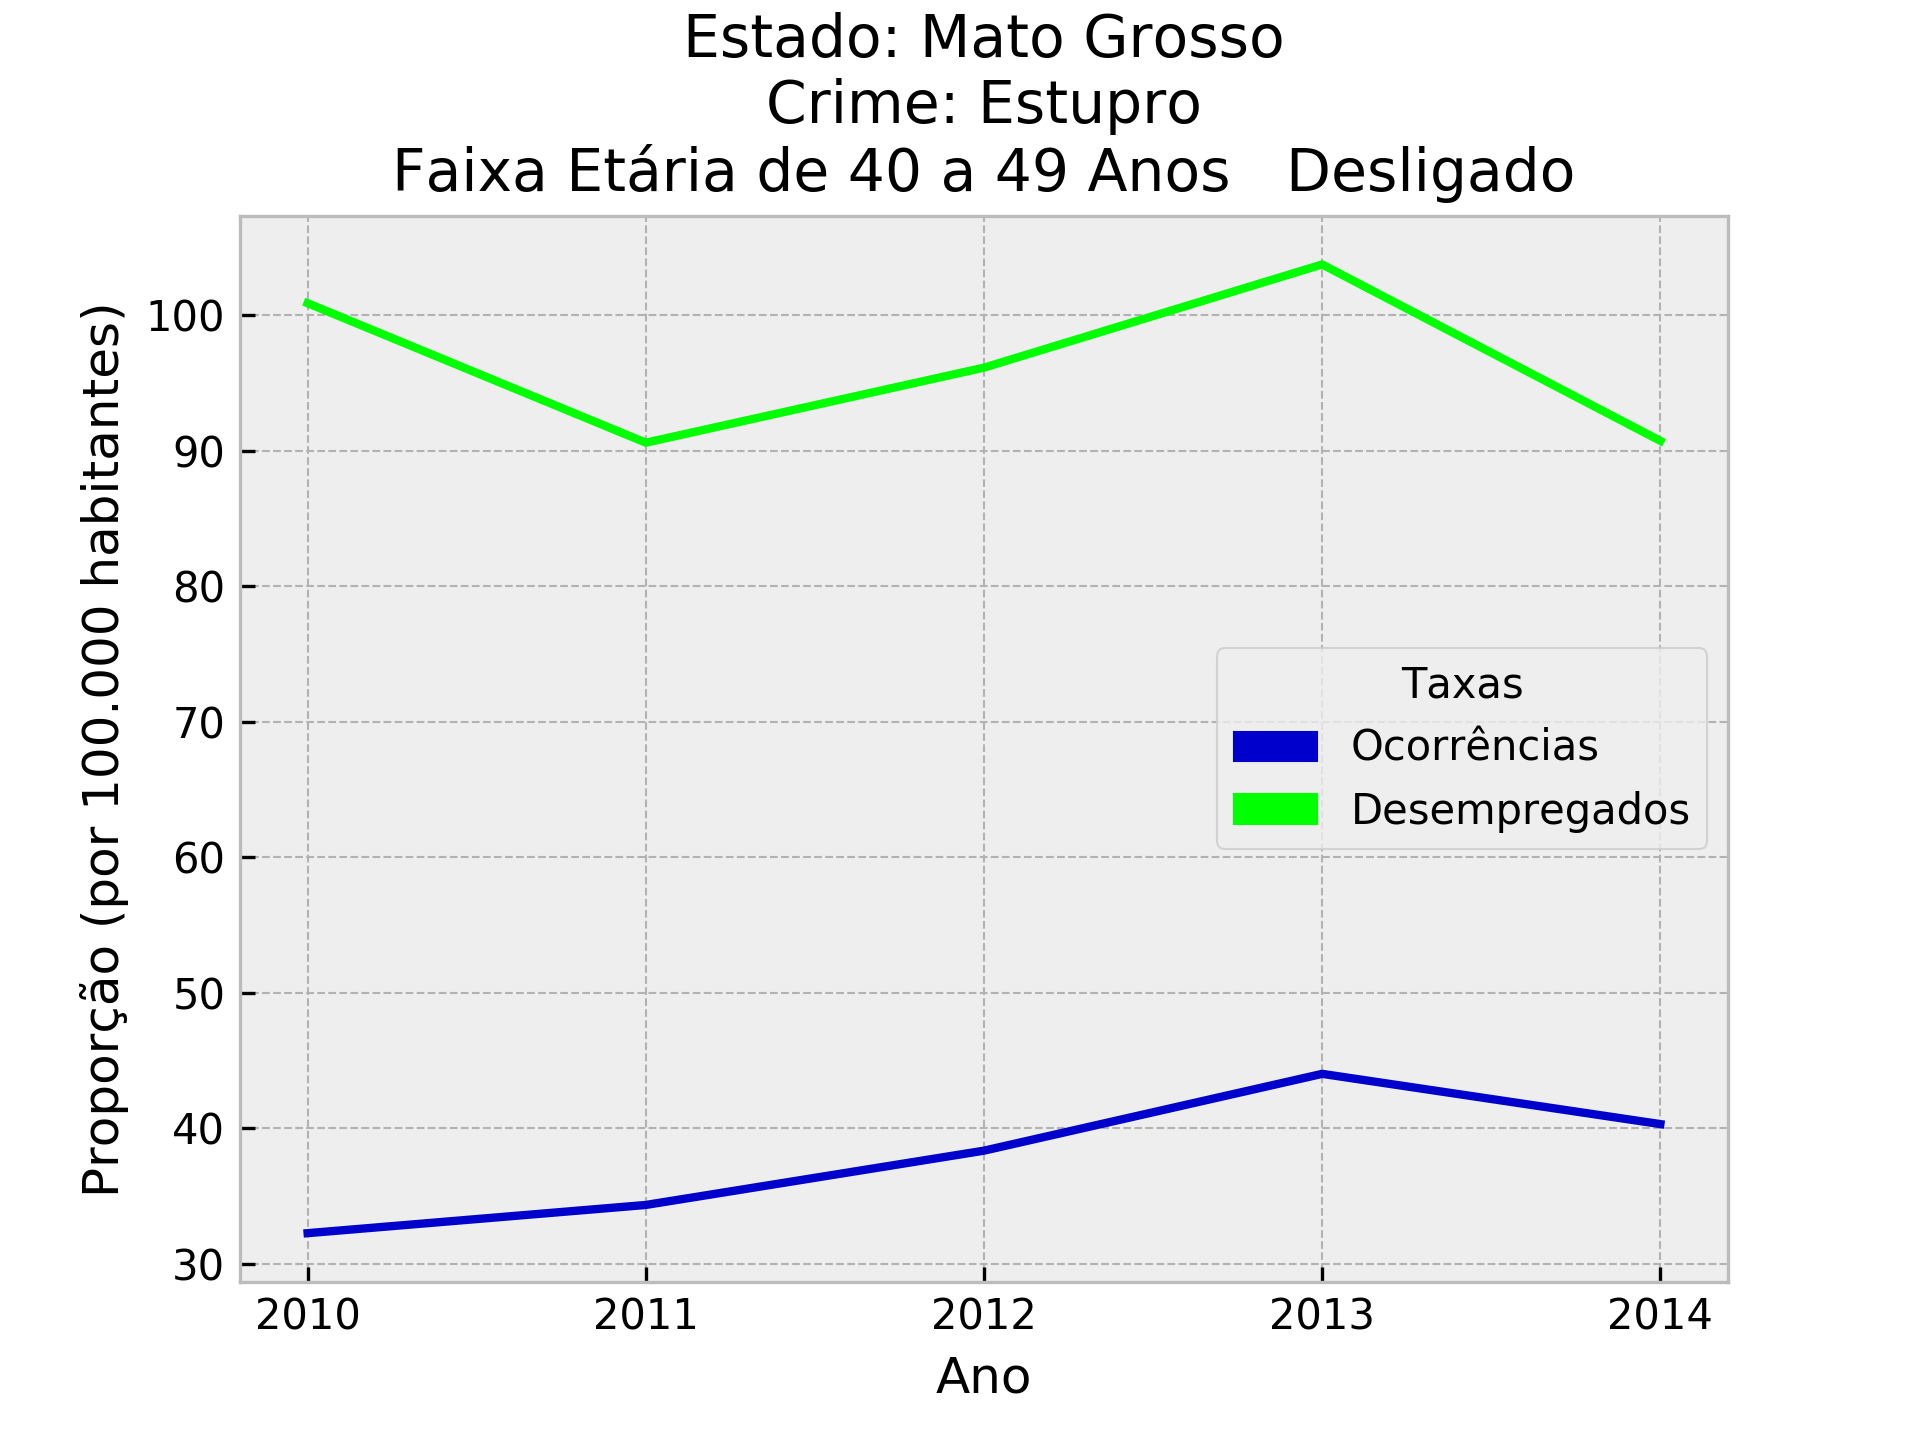 Estado: Mato Grosso
Crime: Estupro
Faixa Etária de 40 a 49 Anos   Desligado
Proporção (por 100.000 habitantes)
100
90
80
70
60
50
40
30
Taxas
Ocorrências
Desempregados
2010 2011 2012 2013 2014
Ano